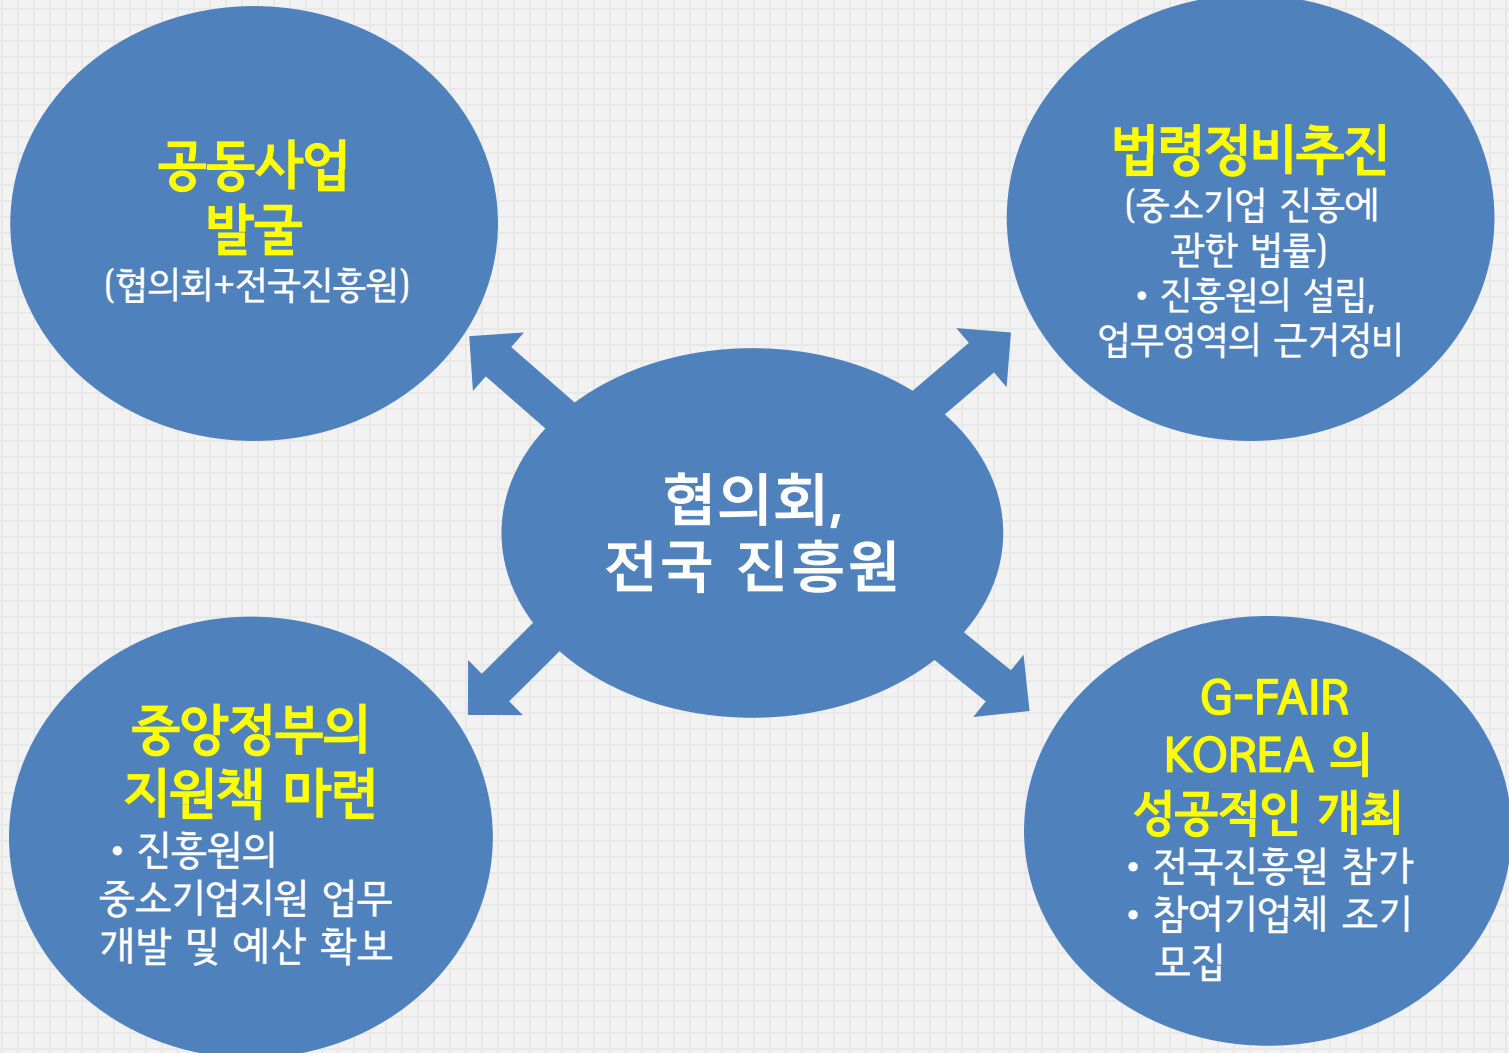 공동사업
발굴
(협의회+전국진흥원)
법령정비추진
(중소기업 진흥에
관한 법률)
• 진흥원의 설립,
업무영역의 근거정비
협의회,
전국 진흥원
중앙정부의
지원책 마련
• 진흥원의
중소기업지원 업무
개발 및 예산 확보
G-FAIR
KOREA 의
성공적인 개최
• 전국진흥원 참가
• 참여기업체 조기
모집